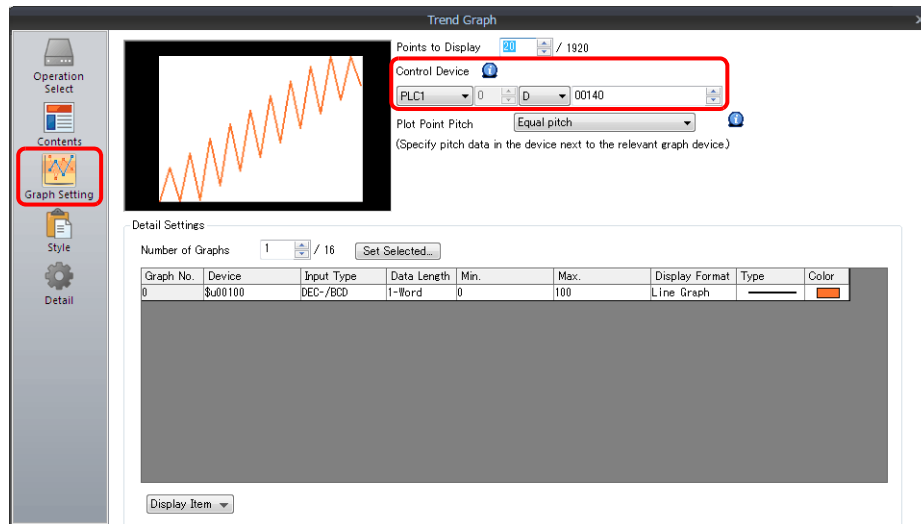 Trend Graph
Operation
Select
Contents
Graph Setting
Style
Detail
Points to Display 20 / 1920
Control Device
PLC1 0 D 00140
Plot Point Pitch Equal pitch
(Specify pitch data in the device next to the relevant graph device.)
Detail Settings
Number of Graphs 1 / 16 Set Selected...
Graph No. Device Input Type Data Length Min. Max. Display Format Type Color
0 $u00100 DEC-/BCD 1-Word 0 100 Line Graph
Display Item